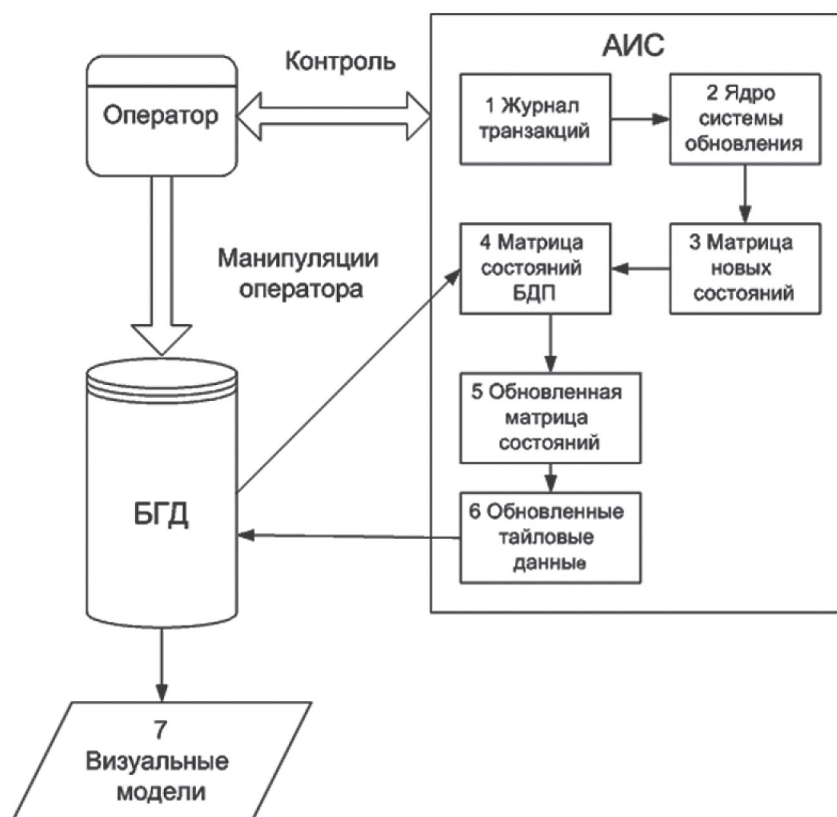 АИС
Контроль
Оператор
1 Журнал
транзакций
2 Ядро
системы
обновления
Манипуляции
оператора
4 Матрица
состояний
БДП
3 Матрица
новых
состояний
5 Обновленная
матрица
состояний
БГД
6 Обновленные
тайловые
данные
7
Визуальные
модели